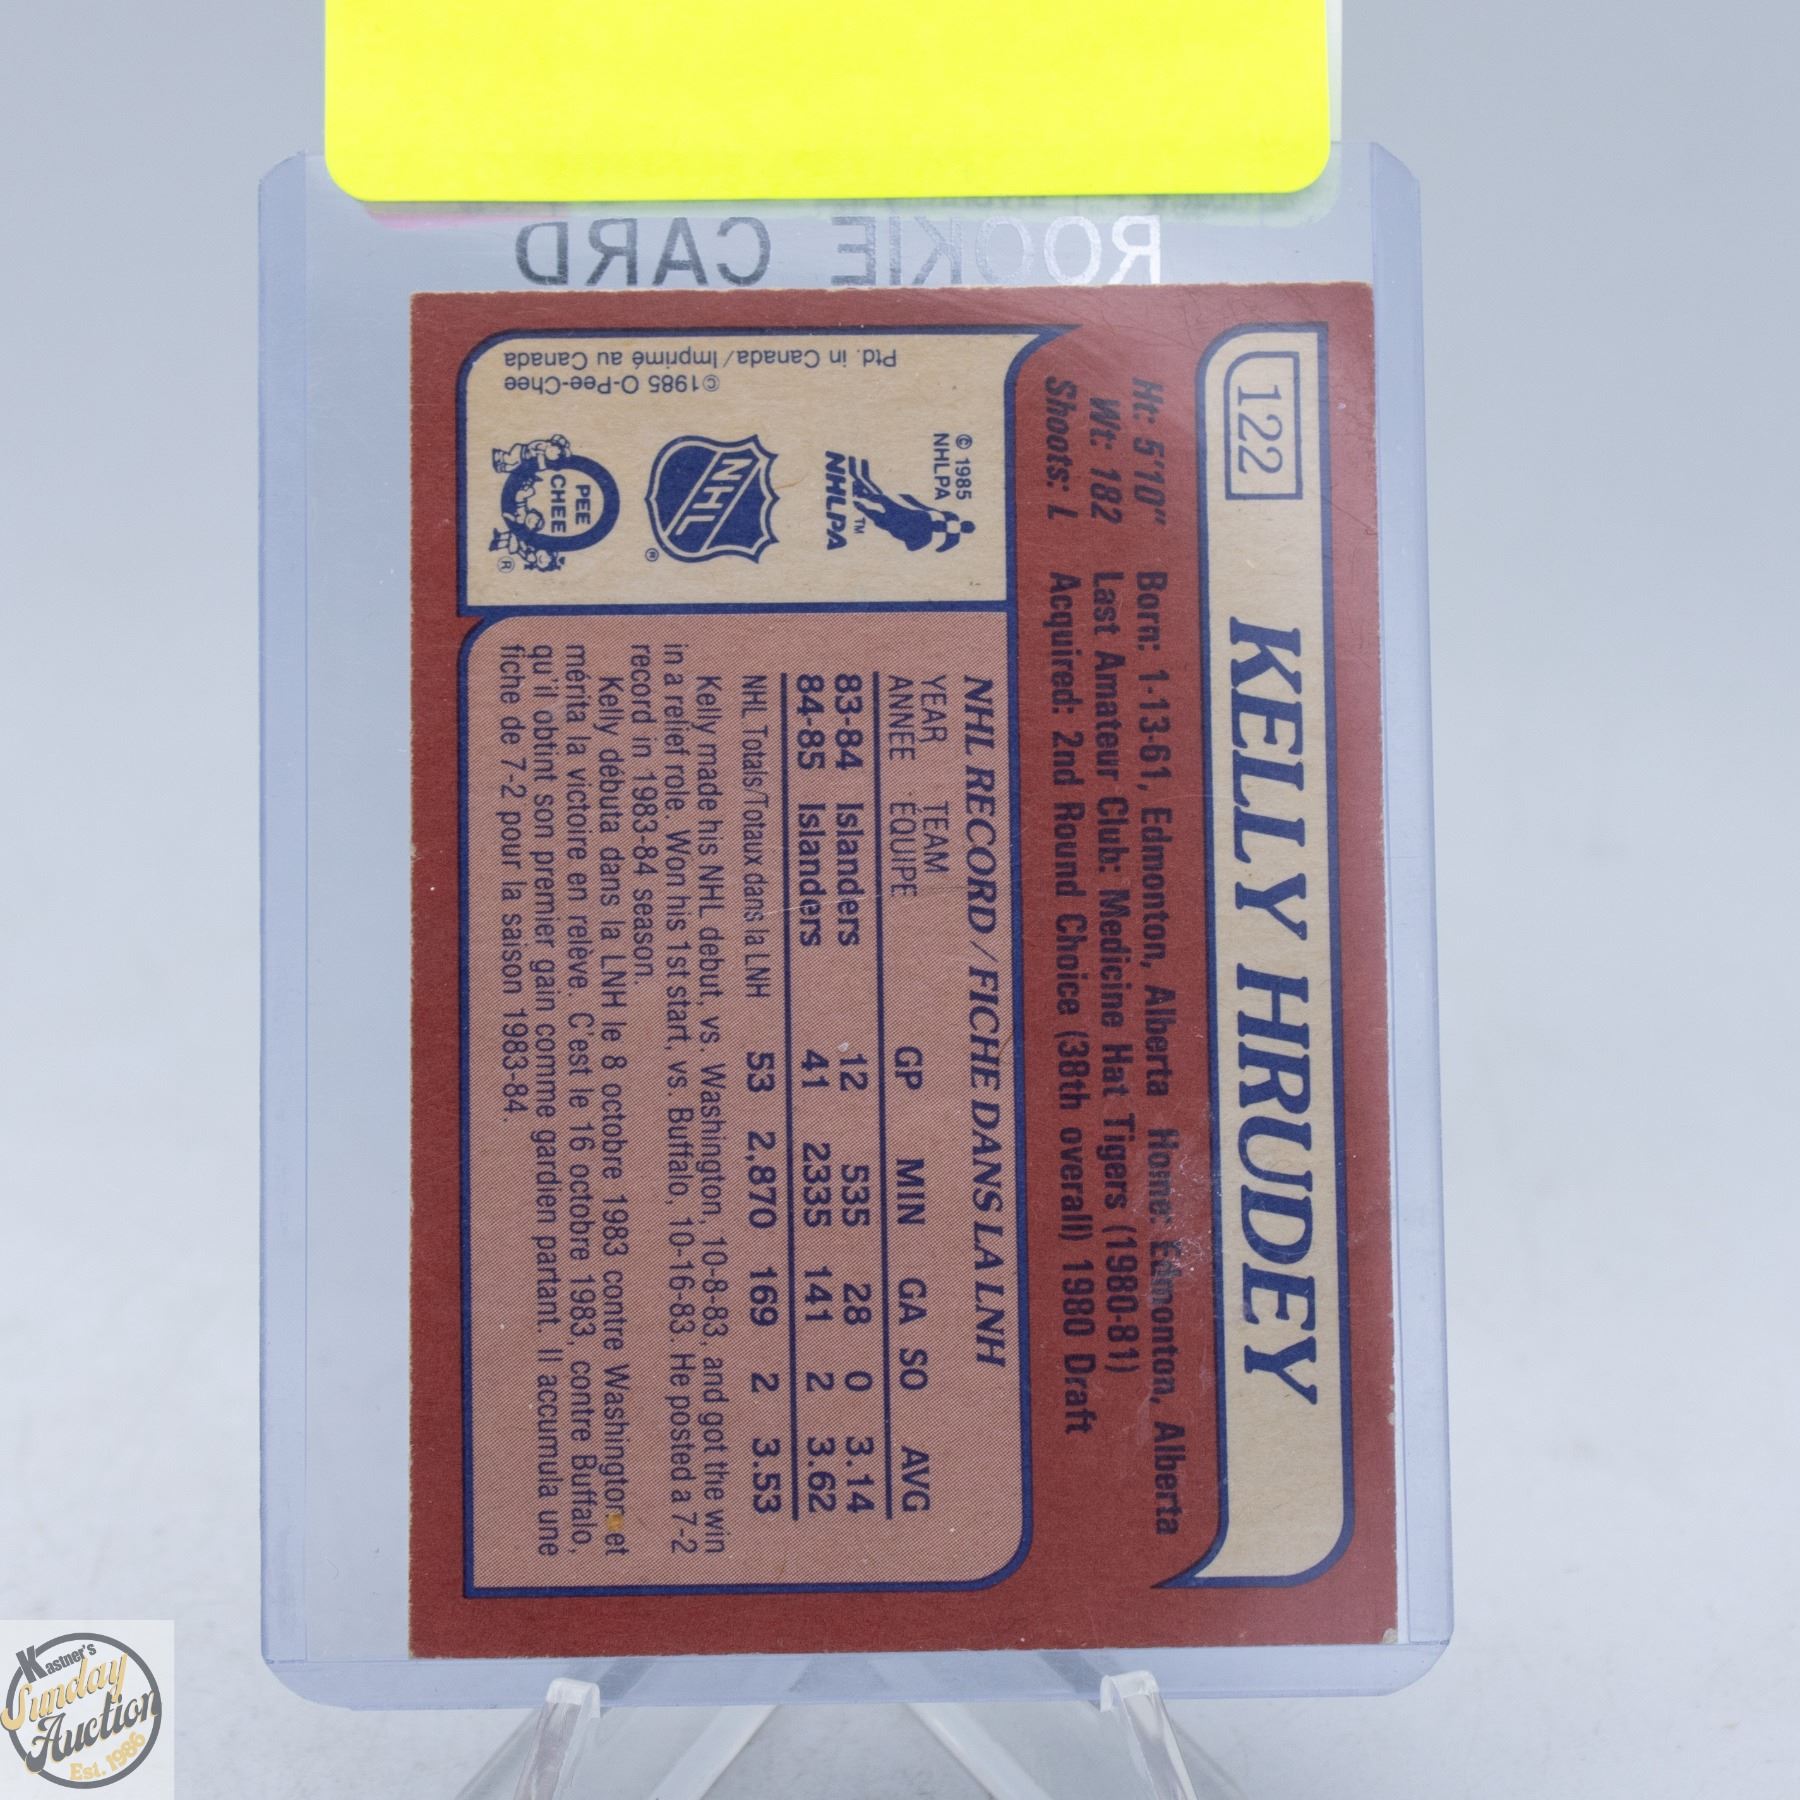 ROOKIE CARD
122
KELLY HRUDEY
Ht: 5'10" Born: 1-13-61, Edmonton, Alberta Home: Edmonton, Alberta
Wt: 182 Last Amateur Club: Medicine Hat Tigers (1980-81)
Shoots: L Acquired: 2nd Round Choice (38th overall) 1980 Draft
© 1985
NHLPA
NHLPA
TM
NHL
®
PEE
CHEE
®
©1985 O-Pee-Chee
Ptd. in Canada/Imprimé au Canada
NHL RECORD/FICHE DANS LA LNH
YEAR TEAM
ANNEE ÉQUIPE GP MIN GA SO AVG
83-84 Islanders 12 535 28 0 3.14
84-85 Islanders 41 2335 141 2 3.62
NHL Totals/Totaux dans la LNH 53 2,870 169 2 3.53
Kelly made his NHL debut, vs. Washington, 10-8-83, and got the win
in a relief role. Won his 1st start, vs. Buffalo, 10-16-83. He posted a 7-2
record in 1983-84 season.
Kelly débuta dans la LNH le 8 octobre 1983 contre Washington et
mérita la victoire en relève. C'est le 16 octobre 1983, contre Buffalo,
qu'il obtint son premier gain comme gardien partant. Il accumula une
fiche de 7-2 pour la saison 1983-84.
Kastner's
Sunday
Auction
Est. 1986